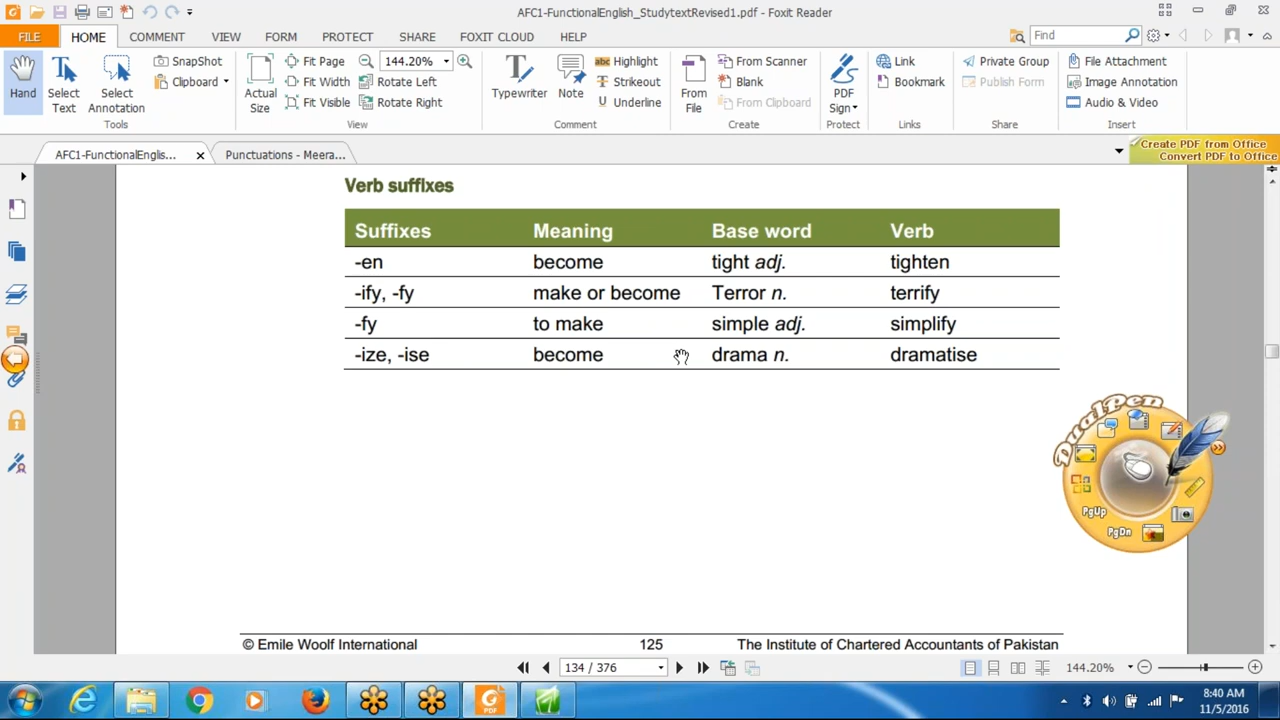 AFC1-FunctionalEnglish_StudytextRevised1.pdf - Foxit Reader
FILE HOME COMMENT VIEW FORM PROTECT SHARE FOXIT CLOUD HELP Find
Hand
Select Text
Select Annotation
SnapShot
Clipboard
Tools
Actual Size
Fit Page
Fit Width
Fit Visible
144.20%
Rotate Left
Rotate Right
View
Typewriter
Note
Highlight
Strikeout
Underline
Comment
From File
From Scanner
Blank
From Clipboard
Create
PDF Sign
Protect
Link
Bookmark
Links
Private Group
Publish Form
Share
File Attachment
Image Annotation
Audio & Video
Insert
AFC1-FunctionalEnglis... Punctuations - Meera...
Create PDF from Office
Convert PDF to Office
Verb suffixes
Suffixes Meaning Base word Verb
-en become tight adj. tighten
-ify, -fy make or become Terror n. terrify
-fy to make simple adj. simplify
-ize, -ise become drama n. dramatise
DualPen
PgUp
PgDn
© Emile Woolf International 125 The Institute of Chartered Accountants of Pakistan
134 / 376 144.20%
PDF
8:40 AM
11/5/2016